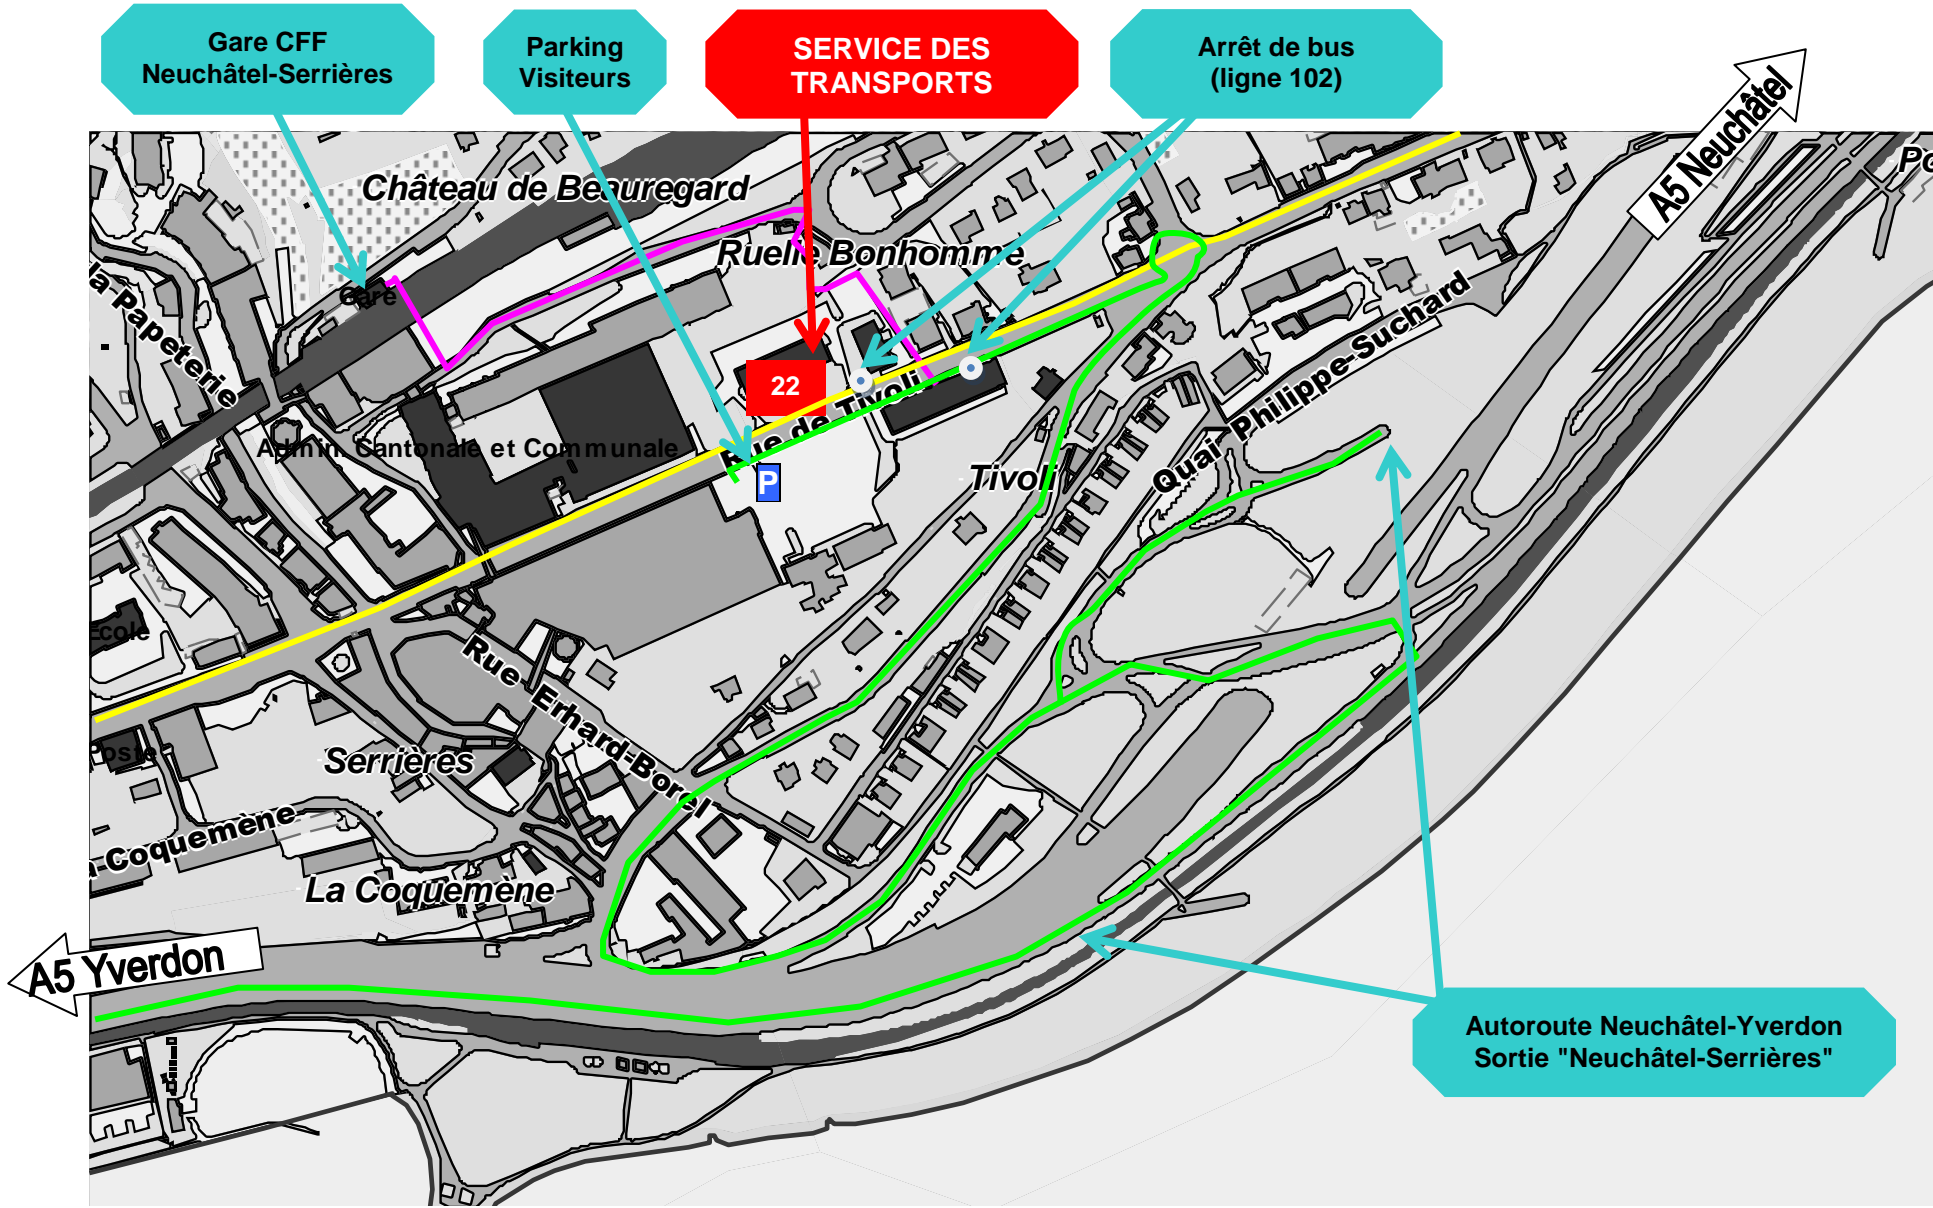 Gare CFF
Neuchâtel-Serrières
Parking
Visiteurs
SERVICE DES
TRANSPORTS
Arrêt de bus
(ligne 102)
A5 Neuchâtel
Château de Beauregard
Ruelle Bonhomme
Gare
la Papeterie
22
Rue de Tivoli
Quai Philippe-Suchard
Admin. Cantonale et Communale
P
Tivoli
Ecole
Rue Erhard-Borel
Poste
Serrières
a Coquemène
La Coquemène
A5 Yverdon
Autoroute Neuchâtel-Yverdon
Sortie "Neuchâtel-Serrières"